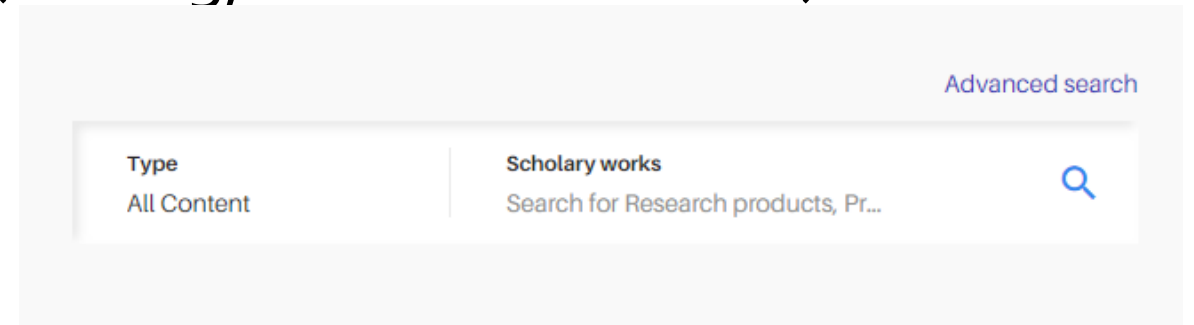 Advanced search
Type
Scholary works
All Content
Search for Research products, Pr...